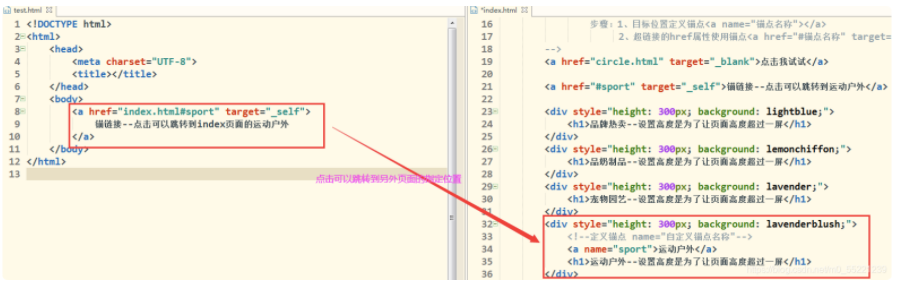 test.html
1 <!DOCTYPE html>
2 <html>
3 <head>
4 <meta charset="UTF-8">
5 <title></title>
6 </head>
7 <body>
8 <a href="index.html#sport" target="_self">
9 锚链接--点击可以跳转到index页面的运动户外
10 </a>
11 </body>
12 </html>
13
点击可以跳转到另外页面的指定位置
*index.html
16 步骤：1、目标位置定义锚点<a name="锚点名称"></a>
17 2、超链接的href属性使用锚点<a href="#锚点名称" target=
18 -->
19 <a href="circle.html" target="_blank">点击我试试</a>
20
21 <a href="#sport" target="_self">锚链接--点击可以跳转到运动户外</a>
22
23 <div style="height: 300px; background: lightblue;">
24 <h1>品牌热卖--设置高度是为了让页面高度超过一屏</h1>
25 </div>
26 <div style="height: 300px; background: lemonchiffon;">
27 <h1>品奶制品--设置高度是为了让页面高度超过一屏</h1>
28 </div>
29 <div style="height: 300px; background: lavender;">
30 <h1>宠物园艺--设置高度是为了让页面高度超过一屏</h1>
31 </div>
32 <div style="height: 300px; background: lavenderblush;">
33 <!--定义锚点 name="自定义锚点名称"-->
34 <a name="sport">运动户外</a>
35 <h1>运动户外--设置高度是为了让页面高度超过一屏</h1>
36 </div>